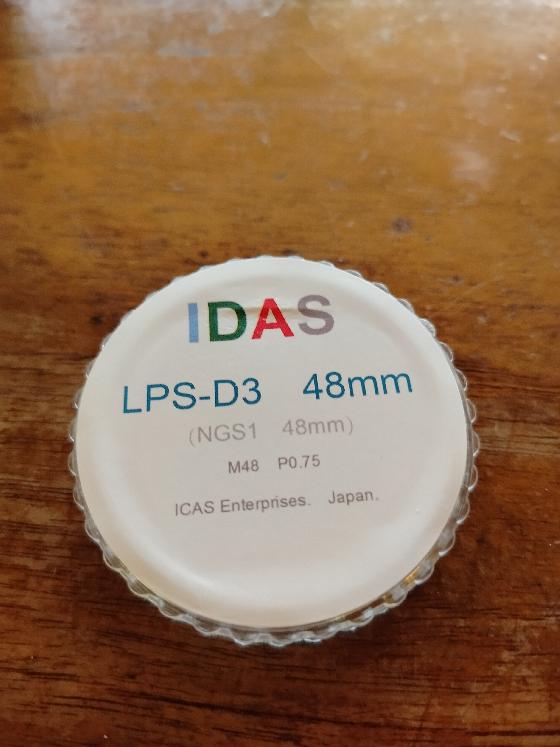 IDAS
LPS-D3 48mm
(NGS1 48mm)
M48 P0.75
ICAS Enterprises. Japan.